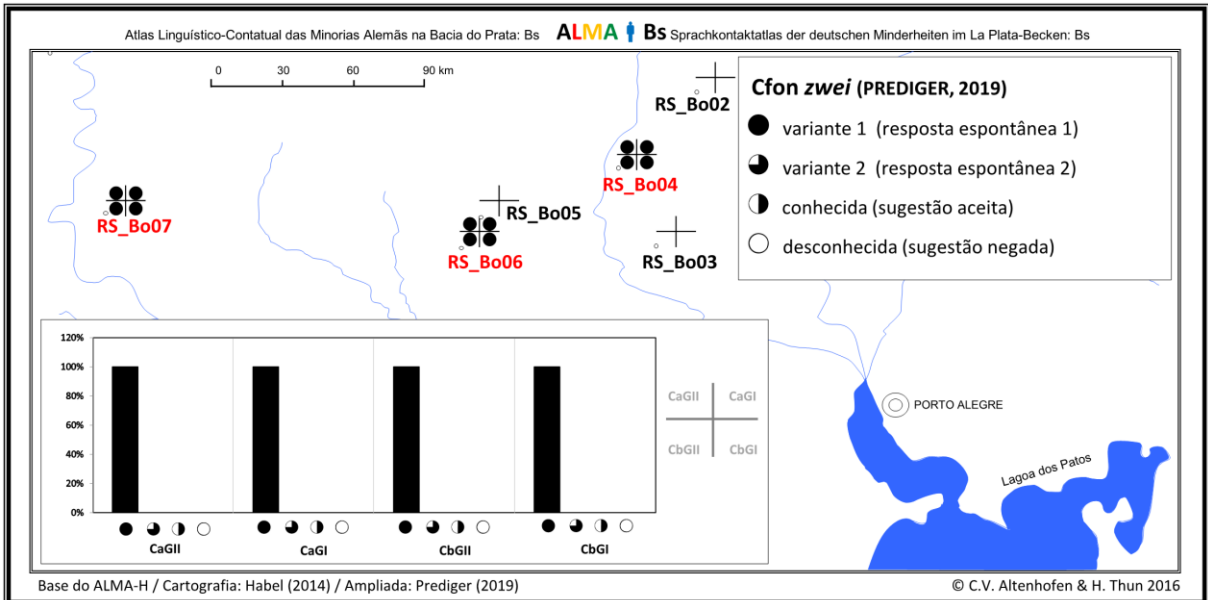 Atlas Linguístico-Contatual das Minorias Alemãs na Bacia do Prata: Bs ALMA Bs Sprachkontaktatlas der deutschen Minderheiten im La Plata-Becken: Bs
0 30 60 90 km
RS_Bo02
RS_Bo04
RS_Bo05
RS_Bo07
RS_Bo06
RS_Bo03
Cfon zwei (PREDIGER, 2019)
variante 1 (resposta espontânea 1)
variante 2 (resposta espontânea 2)
conhecida (sugestão aceita)
desconhecida (sugestão negada)
120%
100%
80%
60%
40%
20%
0%
CaGII CaGI CbGII CbGI
CaGII CaGI
CbGII CbGI
PORTO ALEGRE
Lagoa dos Patos
Base do ALMA-H / Cartografia: Habel (2014) / Ampliada: Prediger (2019)
© C.V. Altenhofen & H. Thun 2016